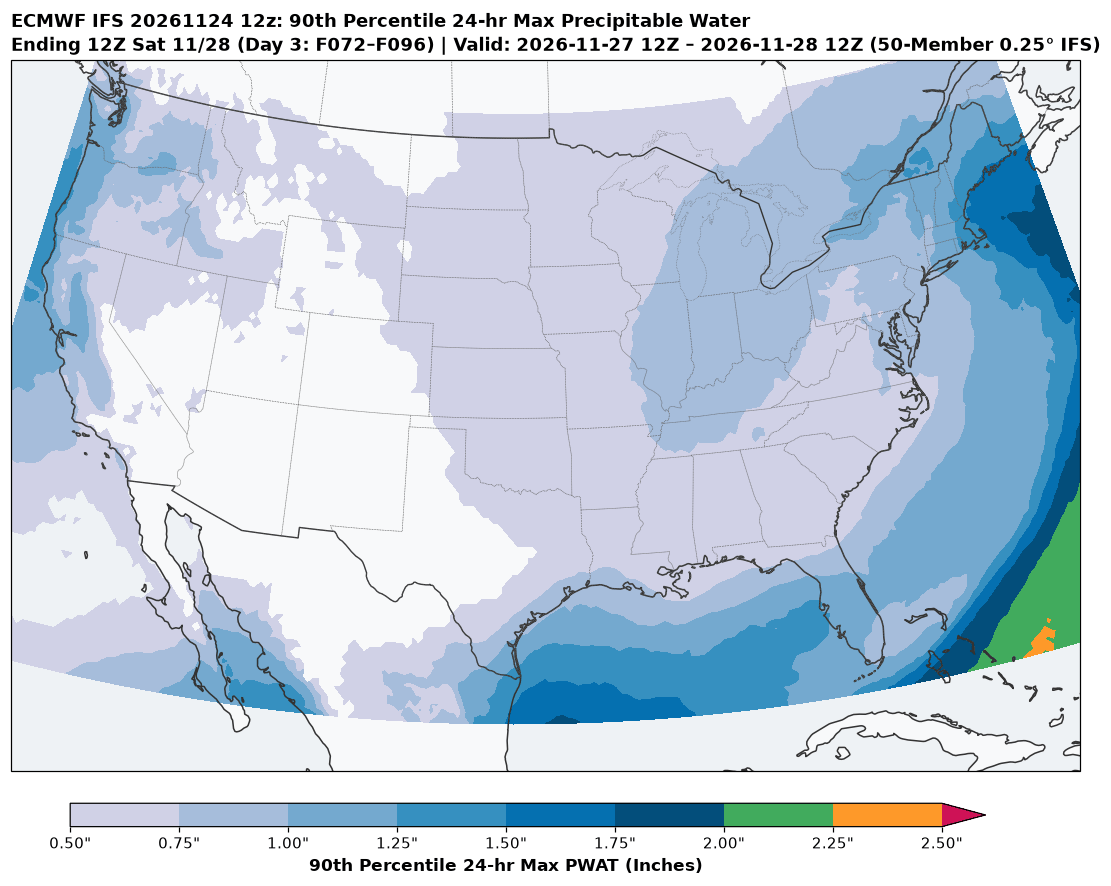 ECMWF IFS 20261124 12z: 90th Percentile 24-hr Max Precipitable Water
Ending 12Z Sat 11/28 (Day 3: F072–F096) | Valid: 2026-11-27 12Z – 2026-11-28 12Z (50-Member 0.25° IFS)
0.50" 0.75" 1.00" 1.25" 1.50" 1.75" 2.00" 2.25" 2.50"
90th Percentile 24-hr Max PWAT (Inches)